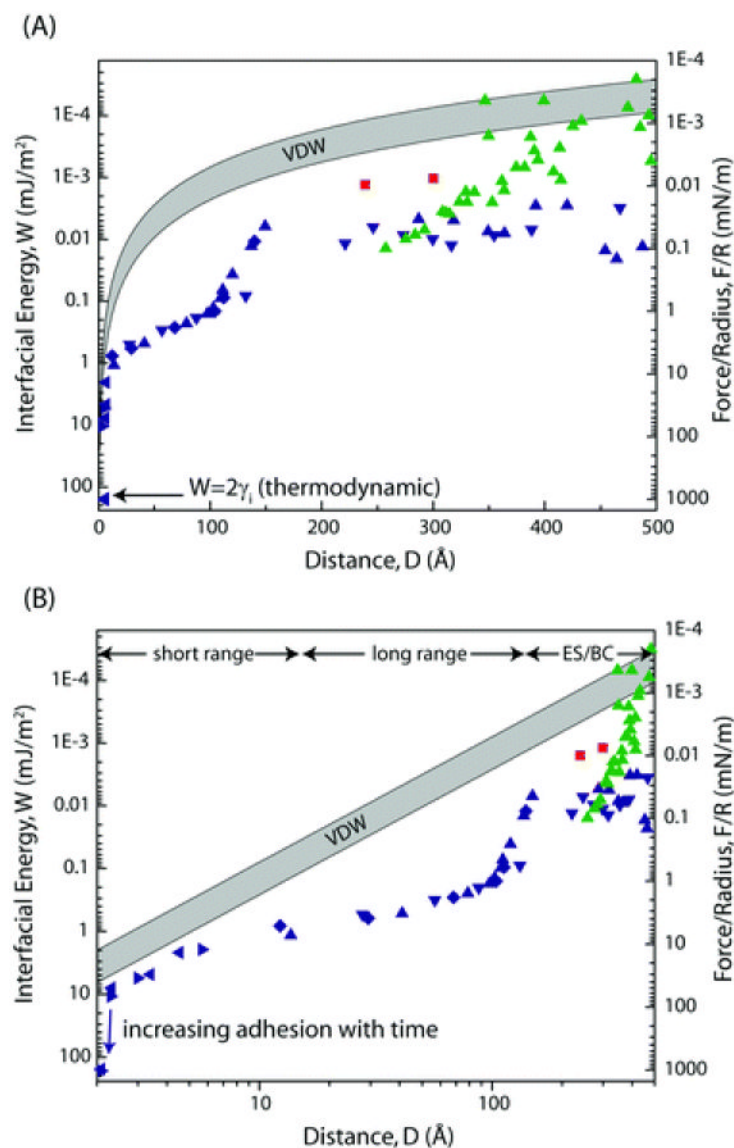 (A)
1E-4
1E-3
0.01
0.1
1
10
100
Interfacial Energy, W (mJ/m²)
VDW
W=2γᵢ (thermodynamic)
1E-4
1E-3
0.01
0.1
1
10
100
1000
Force/Radius, F/R (mN/m)
0
100
200
300
400
500
Distance, D (Å)
(B)
short range
long range
ES/BC
1E-4
1E-3
0.01
0.1
1
10
100
Interfacial Energy, W (mJ/m²)
VDW
increasing adhesion with time
1E-4
1E-3
0.01
0.1
1
10
100
1000
Force/Radius, F/R (mN/m)
10
100
Distance, D (Å)